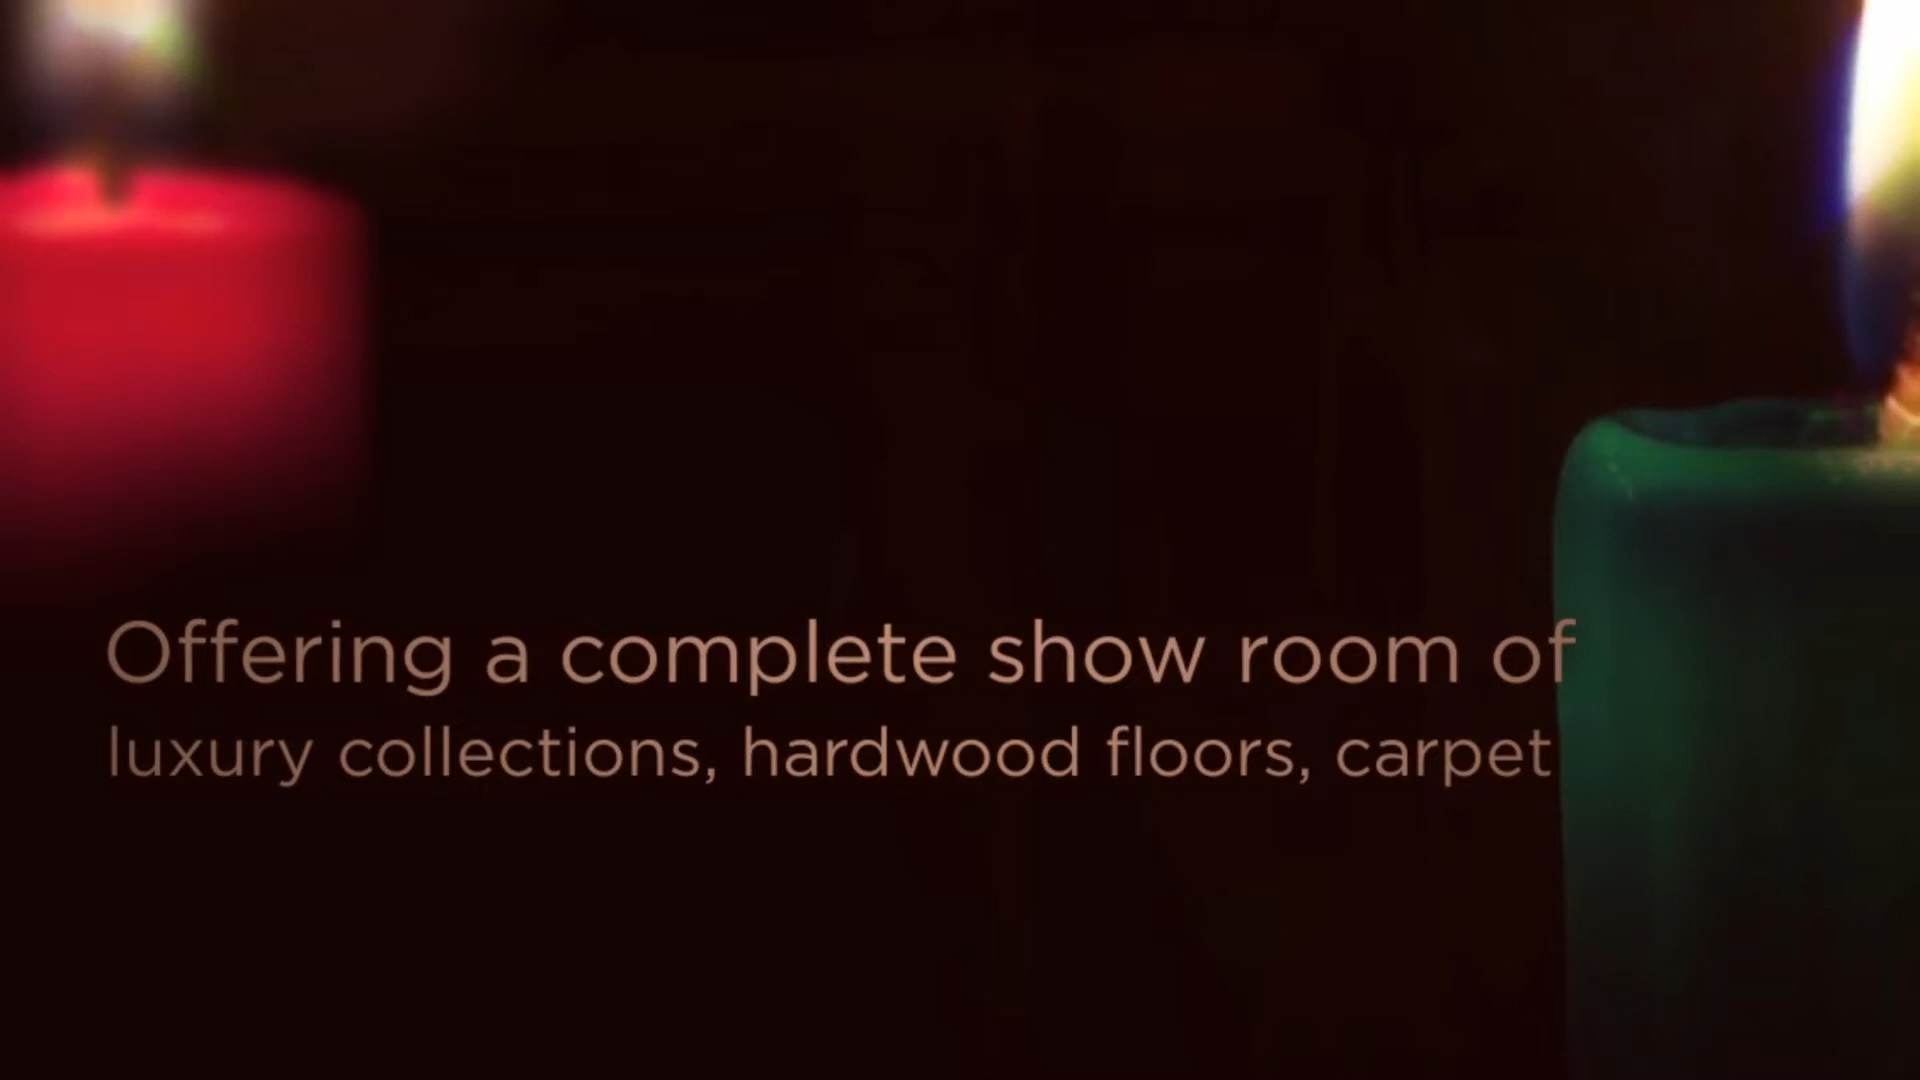 Offering a complete show room of
luxury collections, hardwood floors, carpet